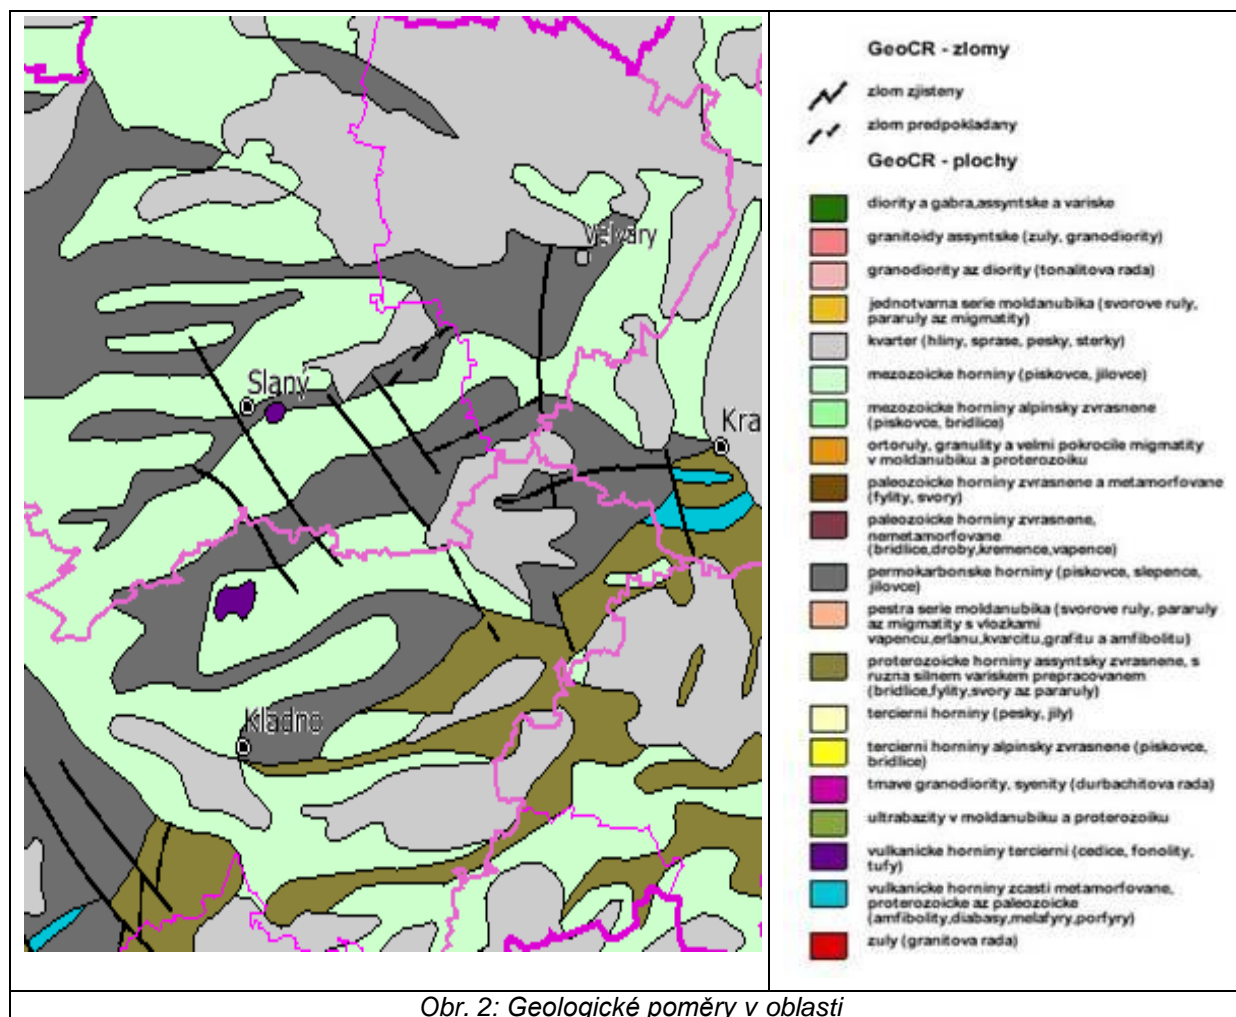 Velvary
Slaný
Kra
Kladno
GeoCR - zlomy
zlom zjisteny
zlom predpokladany
GeoCR - plochy
diority a gabra,assyntske a variske
granitoidy assyntske (zuly, granodiority)
granodiority az diority (tonalitova rada)
jednotvarna serie moldanubika (svorove ruly,
pararuly az migmatity)
kvarter (hliny, sprase, pesky, sterky)
mezozoicke horniny (piskovce, jilovce)
mezozoicke horniny alpinsky zvrasnene
(piskovce, bridlice)
ortoruly, granulity a velmi pokrocile migmatity
v moldanubiku a proterozoiku
paleozoicke horniny zvrasnene a metamorfovane
(fylity, svory)
paleozoicke horniny zvrasnene,
nemetamorfovane
(bridlice,droby,kremence,vapence)
permokarbonske horniny (piskovce, slepence,
jilovce)
pestra serie moldanubika (svorove ruly, pararuly
az migmatity s vlozkami
vapencu,erlanu,kvarcitu,grafitu a amfibolitu)
proterozoicke horniny assyntsky zvrasnene, s
ruzna silnem variskem prepracovanem
(bridlice,fylity,svory az pararuly)
tercierni horniny (pesky, jily)
tercierni horniny alpinsky zvrasnene (piskovce,
bridlice)
tmave granodiority, syenity (durbachitova rada)
ultrabazity v moldanubiku a proterozoiku
vulkanicke horniny tercierni (cedice, fonolity,
tufy)
vulkanicke horniny zcasti metamorfovane,
proterozoicke az paleozoicke
(amfibolity,diabasy,melafyry,porfyry)
zuly (granitova rada)
Obr. 2: Geologické poměry v oblasti